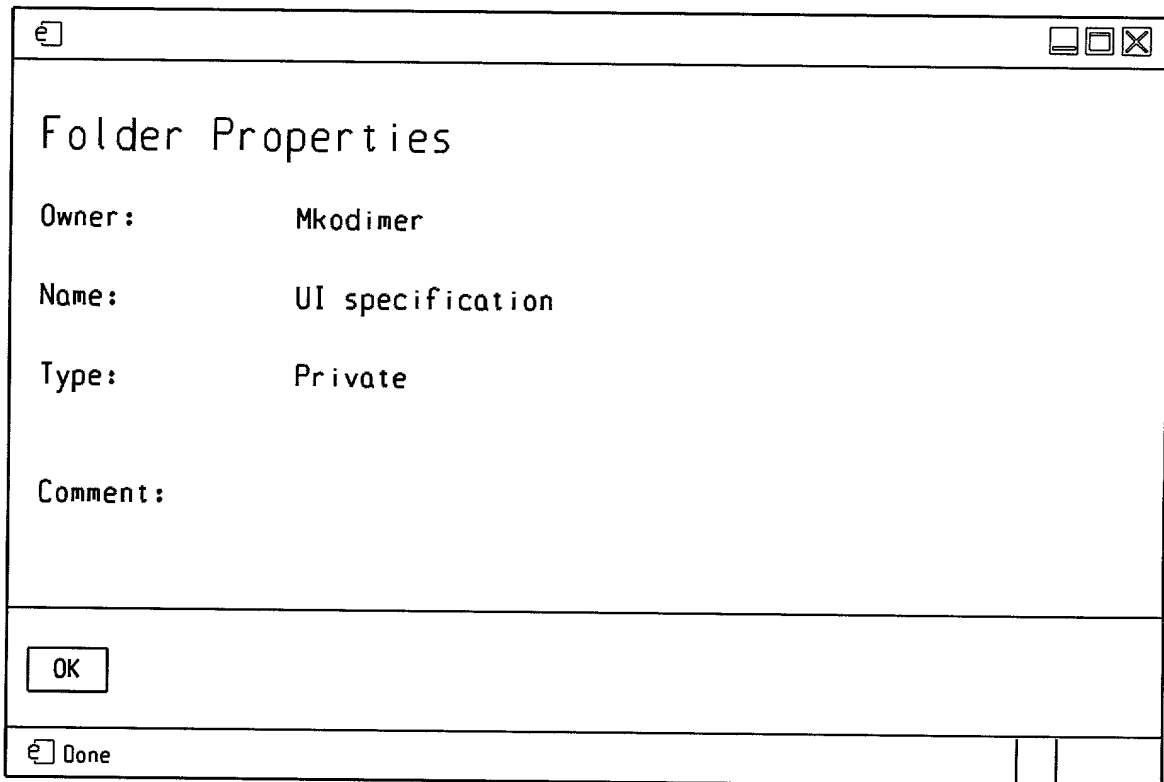 Folder Properties
Owner: Mkodimer
Name: UI specification
Type: Private
Comment:
OK
Done